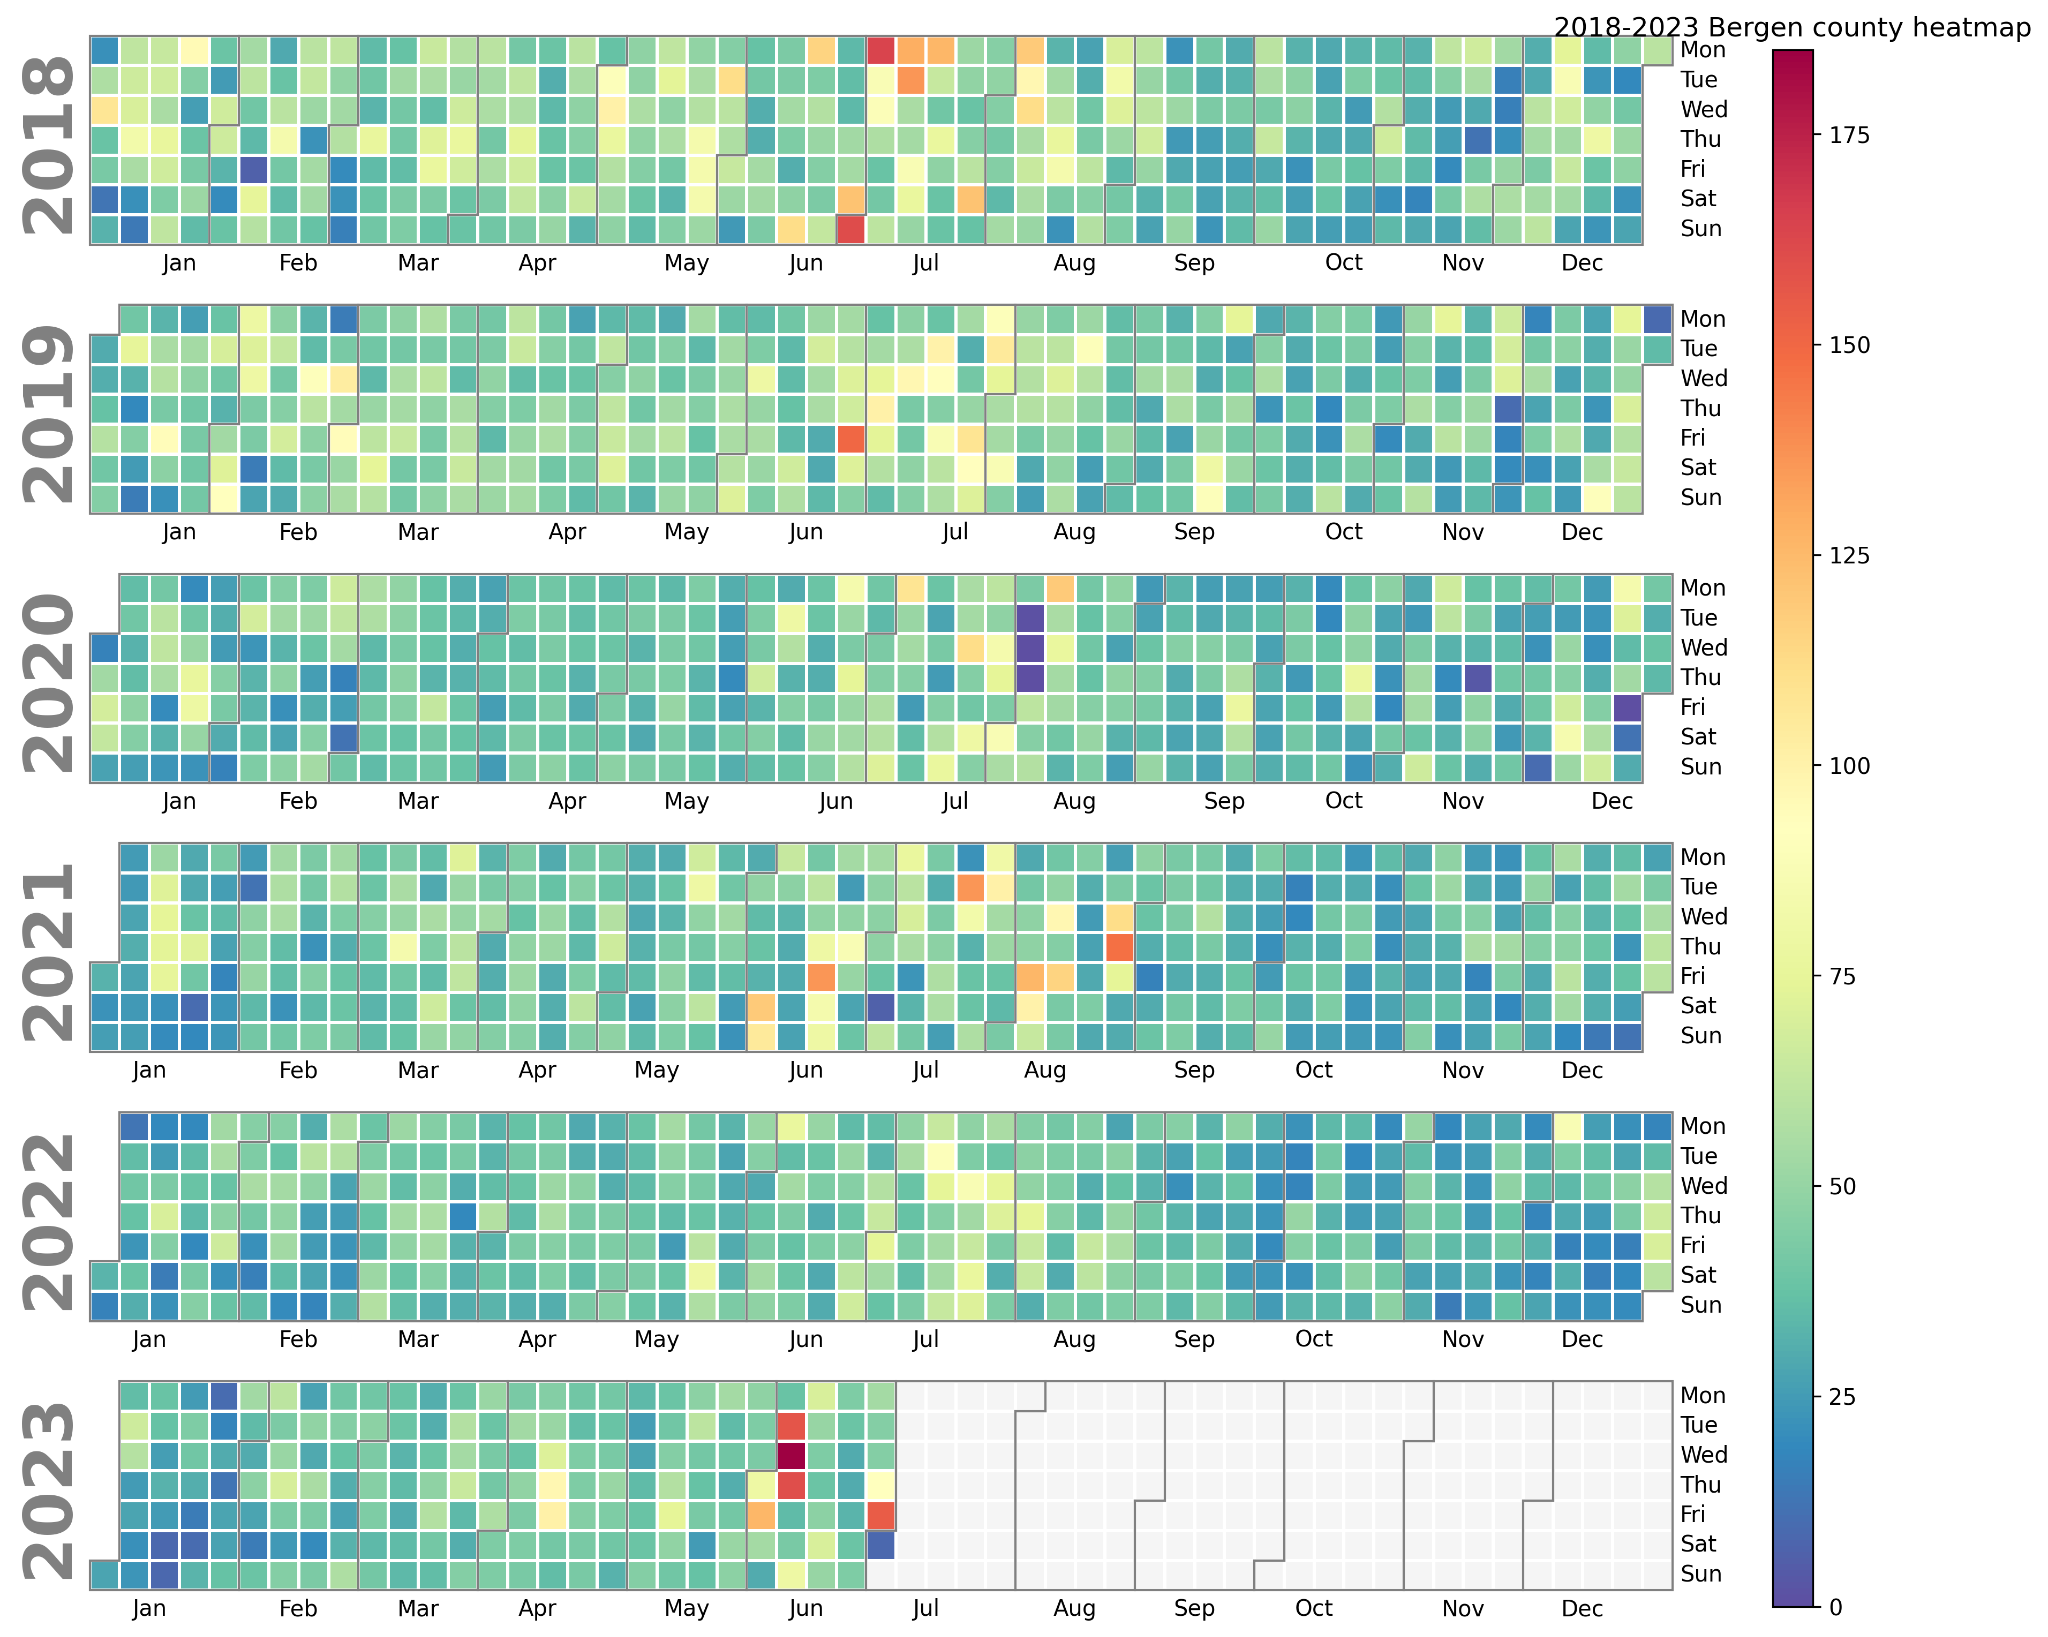 2018-2023 Bergen county heatmap
2018
Mon
Tue
Wed
Thu
Fri
Sat
Sun
Jan Feb Mar Apr May Jun Jul Aug Sep Oct Nov Dec
2019
Mon
Tue
Wed
Thu
Fri
Sat
Sun
Jan Feb Mar Apr May Jun Jul Aug Sep Oct Nov Dec
2020
Mon
Tue
Wed
Thu
Fri
Sat
Sun
Jan Feb Mar Apr May Jun Jul Aug Sep Oct Nov Dec
2021
Mon
Tue
Wed
Thu
Fri
Sat
Sun
Jan Feb Mar Apr May Jun Jul Aug Sep Oct Nov Dec
2022
Mon
Tue
Wed
Thu
Fri
Sat
Sun
Jan Feb Mar Apr May Jun Jul Aug Sep Oct Nov Dec
2023
Mon
Tue
Wed
Thu
Fri
Sat
Sun
Jan Feb Mar Apr May Jun Jul Aug Sep Oct Nov Dec
175
150
125
100
75
50
25
0